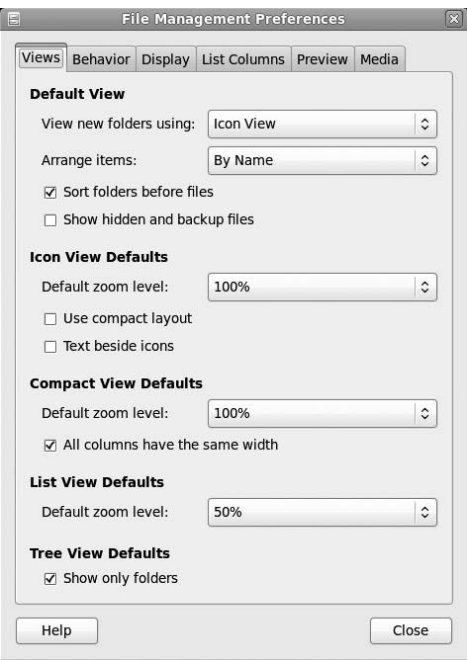 File Management Preferences
Views Behavior Display List Columns Preview Media
Default View
View new folders using: Icon View
Arrange items: By Name
Sort folders before files
Show hidden and backup files
Icon View Defaults
Default zoom level: 100%
Use compact layout
Text beside icons
Compact View Defaults
Default zoom level: 100%
All columns have the same width
List View Defaults
Default zoom level: 50%
Tree View Defaults
Show only folders
Help Close